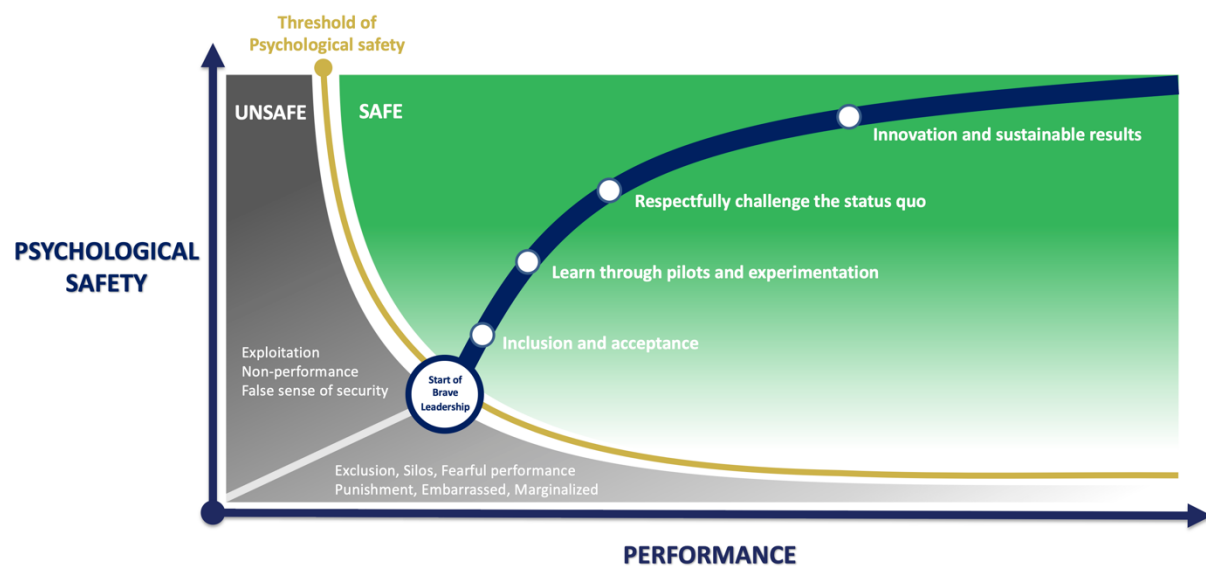 Threshold of
Psychological safety
UNSAFE
SAFE
Innovation and sustainable results
Respectfully challenge the status quo
PSYCHOLOGICAL
SAFETY
Learn through pilots and experimentation
Inclusion and acceptance
Exploitation
Non-performance
False sense of security
Start of
Brave
Leadership
Exclusion, Silos, Fearful performance
Punishment, Embarrassed, Marginalized
PERFORMANCE